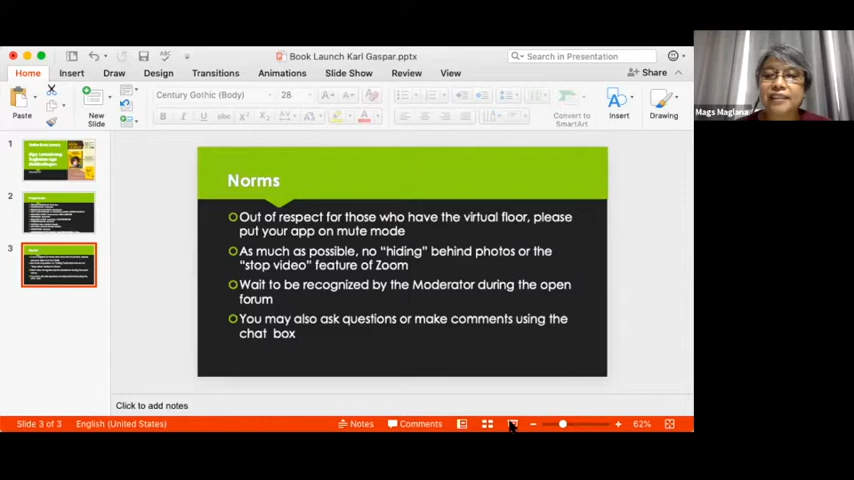 Book Launch Karl Gaspar.pptx
Search in Presentation
Home Insert Draw Design Transitions Animations Slide Show Review View
Share
Paste
New
Slide
Century Gothic (Body)
28
Convert to
SmartArt
Insert
Drawing
Mags Maglana
1
2
3
Norms
Out of respect for those who have the virtual floor, please
put your app on mute mode
As much as possible, no “hiding” behind photos or the
“stop video” feature of Zoom
Wait to be recognized by the Moderator during the open
forum
You may also ask questions or make comments using the
chat box
Click to add notes
Slide 3 of 3
English (United States)
Notes
Comments
62%